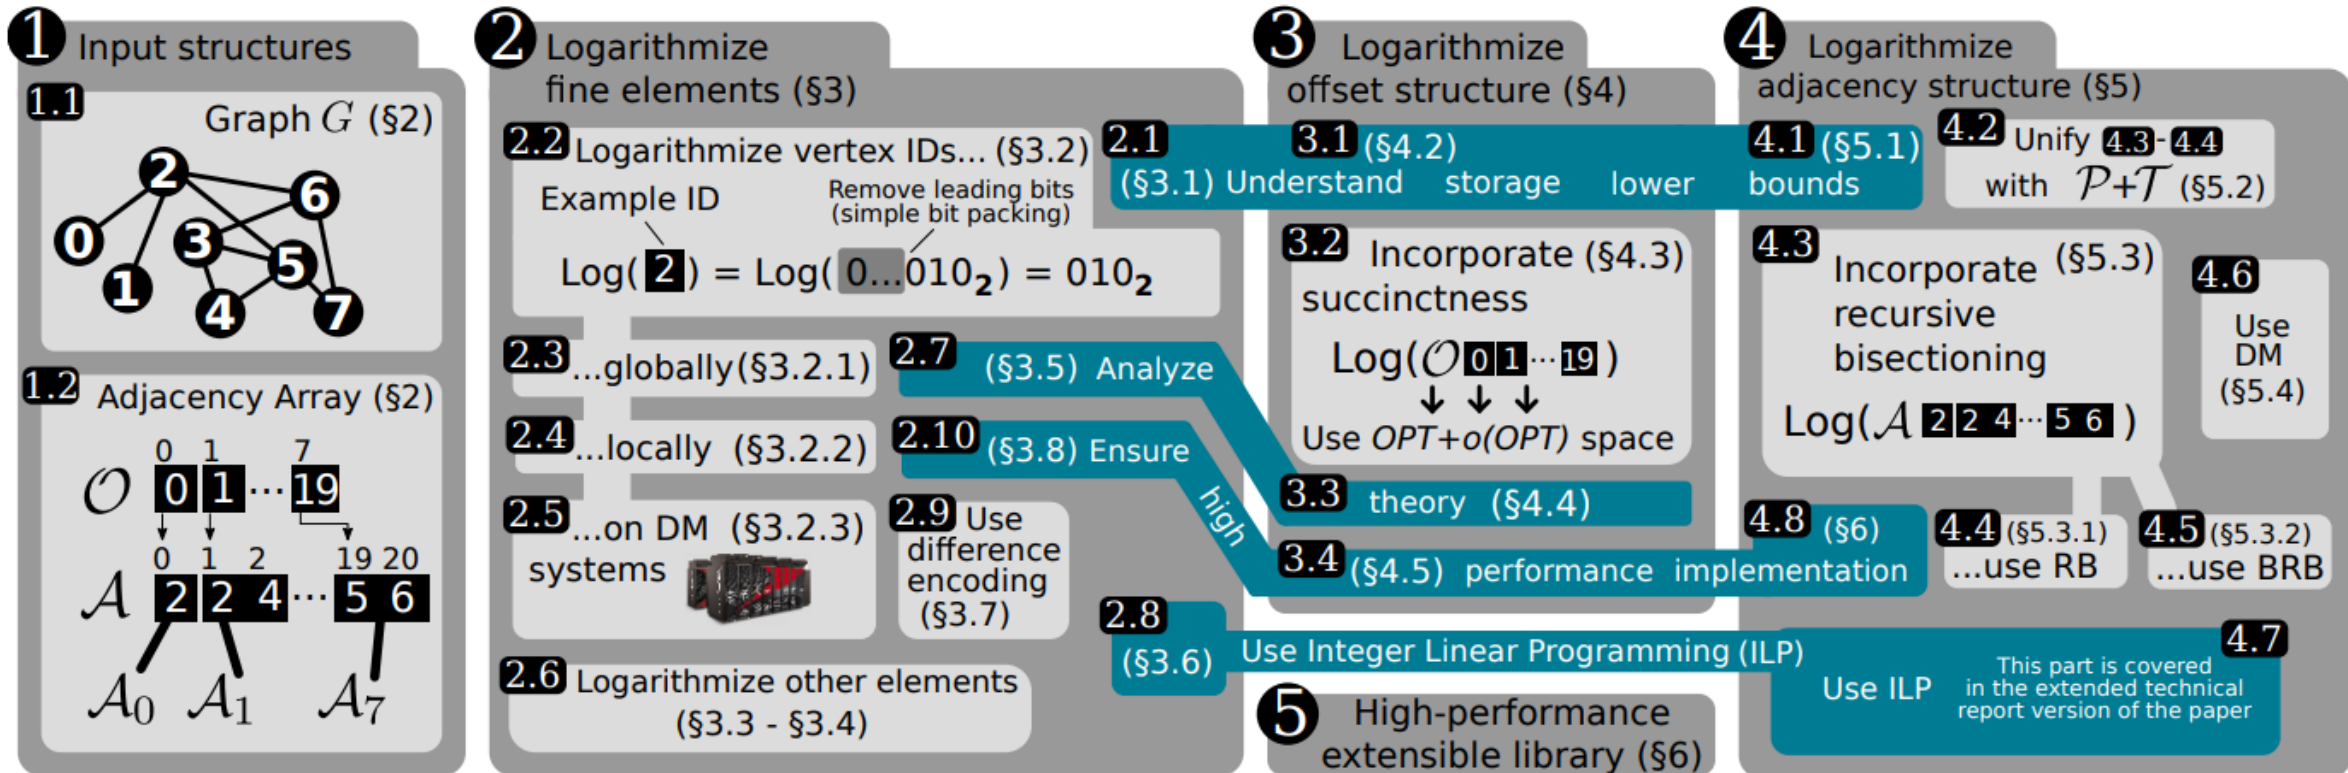 1 Input structures
1.1
Graph G (§2)
2
6
0
3
5
1
4
7
1.2
Adjacency Array (§2)
0 1 7
𝒪 0 1 ... 19
0 1 2 19 20
𝒜 2 2 4 ... 5 6
𝒜₀ 𝒜₁ 𝒜₇
2 Logarithmize
fine elements (§3)
2.2 Logarithmize vertex IDs... (§3.2)
Example ID
Remove leading bits
(simple bit packing)
Log( 2 ) = Log( 0...010₂ ) = 010₂
2.3 ...globally (§3.2.1)
2.4 ...locally (§3.2.2)
2.5 ...on DM (§3.2.3)
systems
2.6 Logarithmize other elements
(§3.3 - §3.4)
2.7 (§3.5) Analyze
2.10 (§3.8) Ensure
high
2.9 Use
difference
encoding
(§3.7)
2.8
(§3.6) Use Integer Linear Programming (ILP)
3 Logarithmize
offset structure (§4)
2.1 3.1 (§4.2) 4.1 (§5.1)
(§3.1) Understand storage lower bounds
3.2 Incorporate (§4.3)
succinctness
Log(𝒪 0 1 ... 19 )
Use OPT+o(OPT) space
3.3 theory (§4.4)
3.4 (§4.5) performance implementation
5 High-performance
extensible library (§6)
4 Logarithmize
adjacency structure (§5)
4.2 Unify 4.3 - 4.4
with 𝒫+𝒯 (§5.2)
4.3
Incorporate (§5.3)
recursive
bisectioning
Log(𝒜 2 2 4 ... 5 6 )
4.6
Use
DM
(§5.4)
4.8 (§6)
4.4 (§5.3.1)
...use RB
4.5 (§5.3.2)
...use BRB
4.7
Use ILP
This part is covered
in the extended technical
report version of the paper